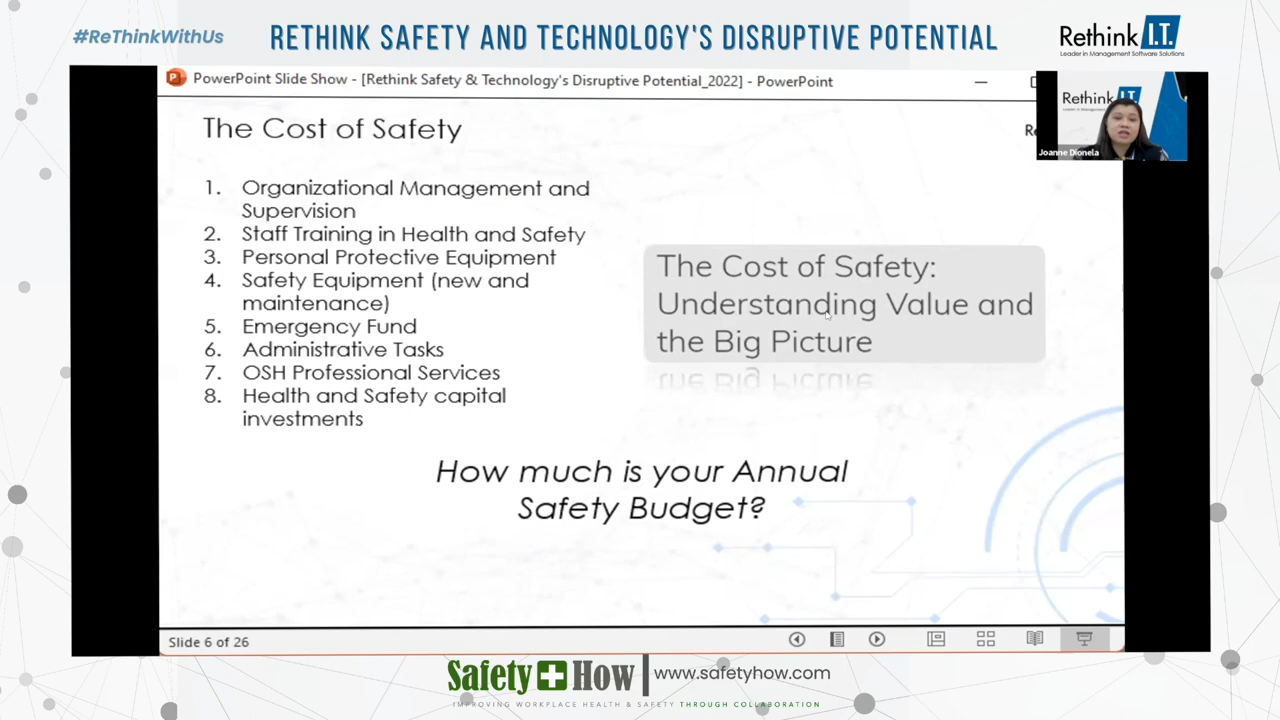 #ReThinkWithUs
RETHINK SAFETY AND TECHNOLOGY'S DISRUPTIVE POTENTIAL
Rethink I.T.
Leader in Management Software Solutions
PowerPoint Slide Show - [Rethink Safety & Technology's Disruptive Potential_2022] - PowerPoint
Rethink I.T.
Joanne Dionela
The Cost of Safety
1. Organizational Management and
Supervision
2. Staff Training in Health and Safety
3. Personal Protective Equipment
4. Safety Equipment (new and
maintenance)
5. Emergency Fund
6. Administrative Tasks
7. OSH Professional Services
8. Health and Safety capital
investments
The Cost of Safety:
Understanding Value and
the Big Picture
How much is your Annual
Safety Budget?
Slide 6 of 26
Safety How
www.safetyhow.com
IMPROVING WORKPLACE HEALTH & SAFETY THROUGH COLLABORATION